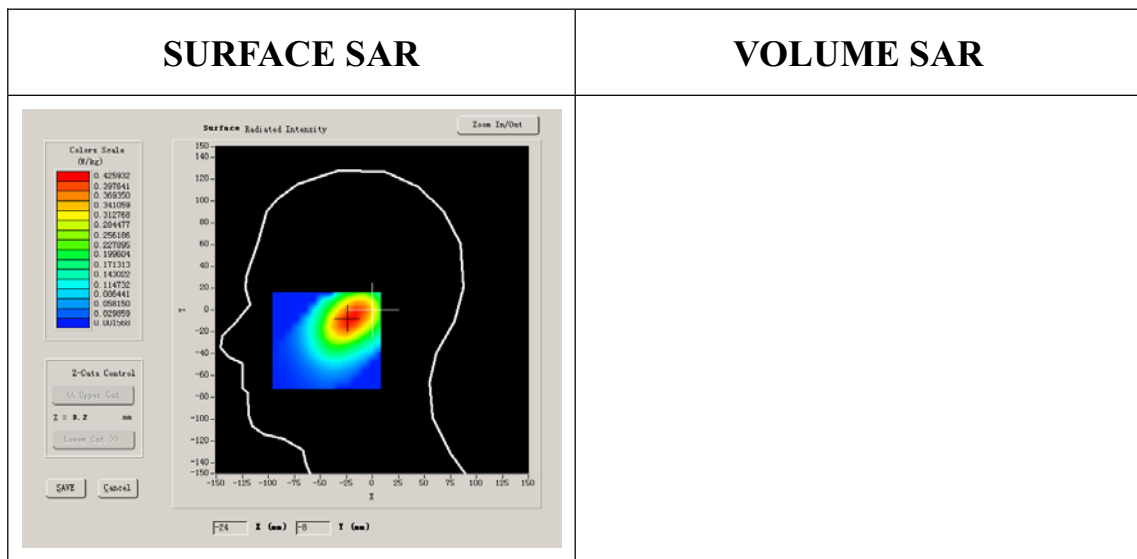 SURFACE SAR
VOLUME SAR
Surface Radiated Intensity
Zoom In/Out
Colors Scale
(W/kg)
0.425932
0.397641
0.369350
0.341059
0.312768
0.284477
0.256186
0.227895
0.199604
0.171313
0.143022
0.114732
0.086441
0.058150
0.029859
0.001568
Z-Cuts Control
<< Upper Cut
Z = 9.2 mm
Lower Cut >>
SAVE
Cancel
150
140
120
100
80
60
40
20
0
-20
-40
-60
-80
-100
-120
-140
-150
Y
-150 -125 -100 -75 -50 -25 0 25 50 75 100 125 150
X
-24 X (mm) -8 Y (mm)